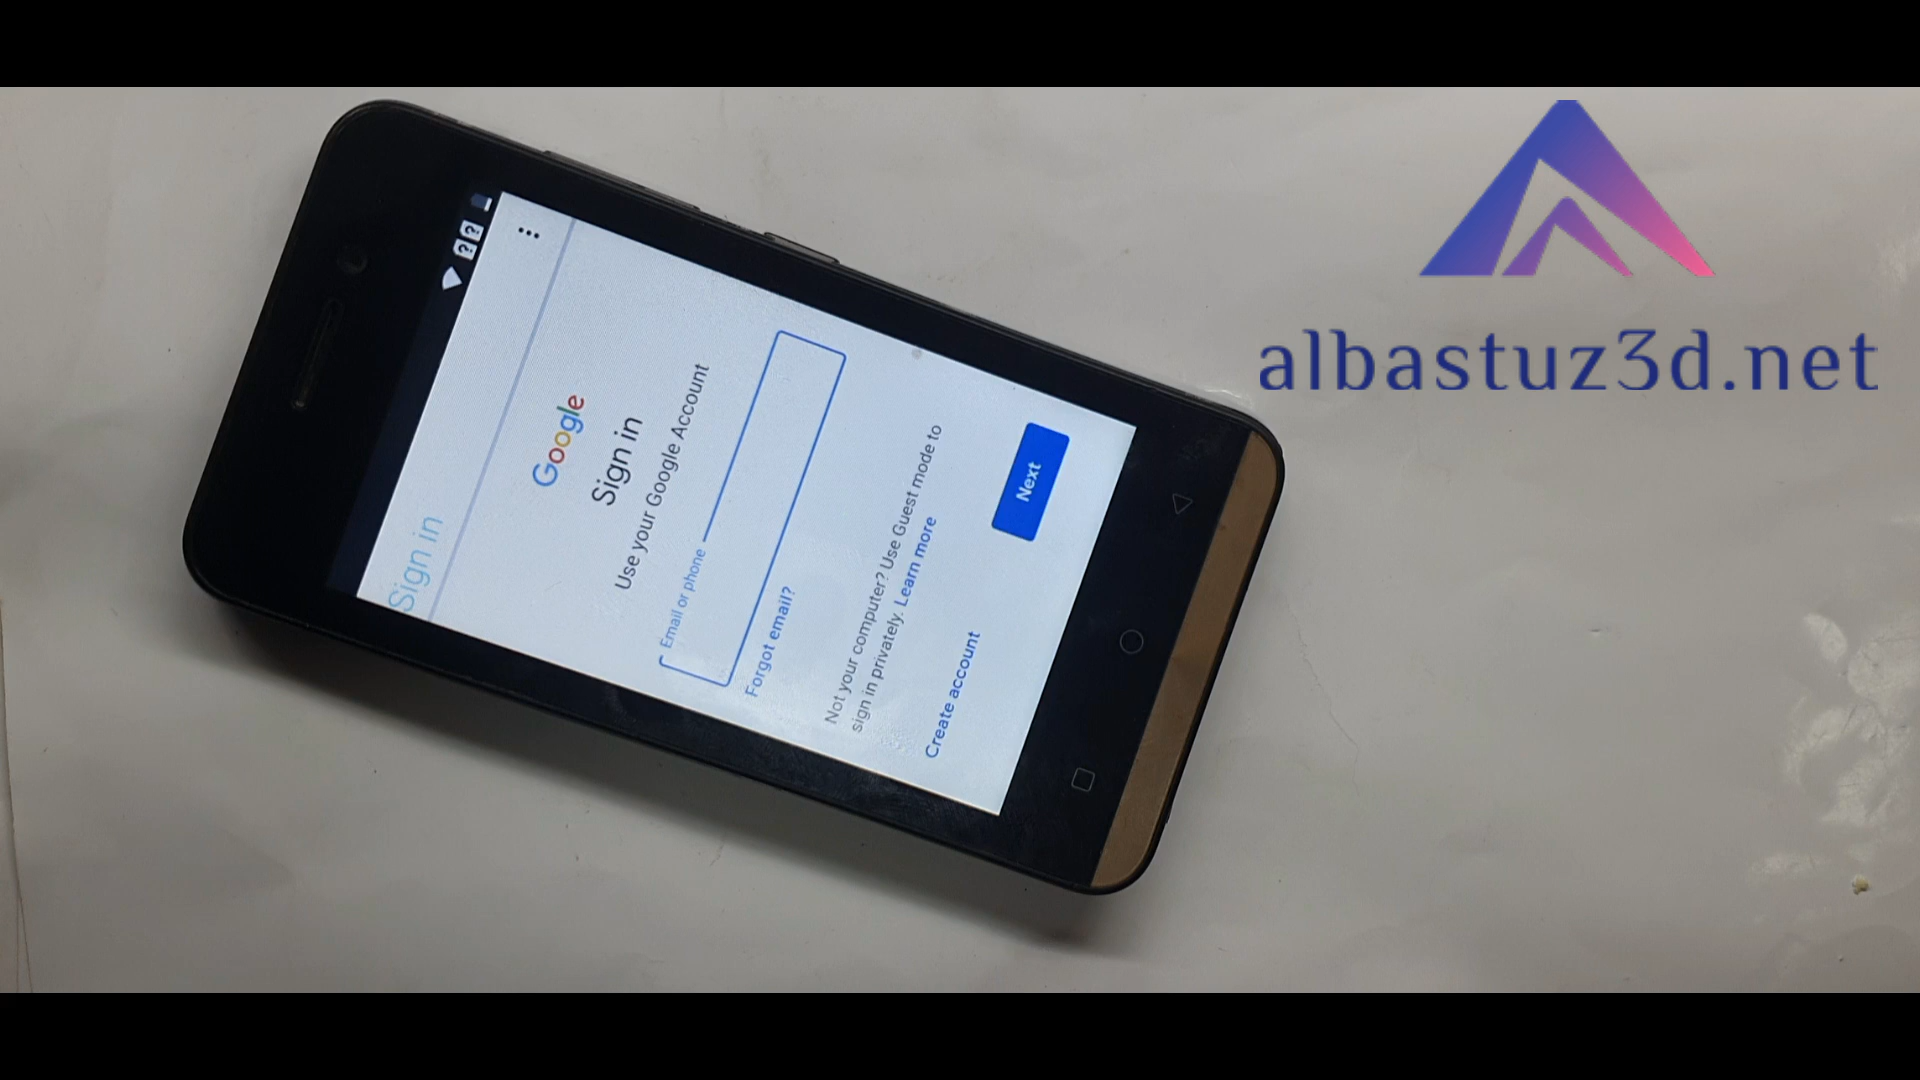 albastuz3d.net
Sign in
Google
Sign in
Use your Google Account
Email or phone
Forgot email?
Not your computer? Use Guest mode to
sign in privately. Learn more
Create account
Next